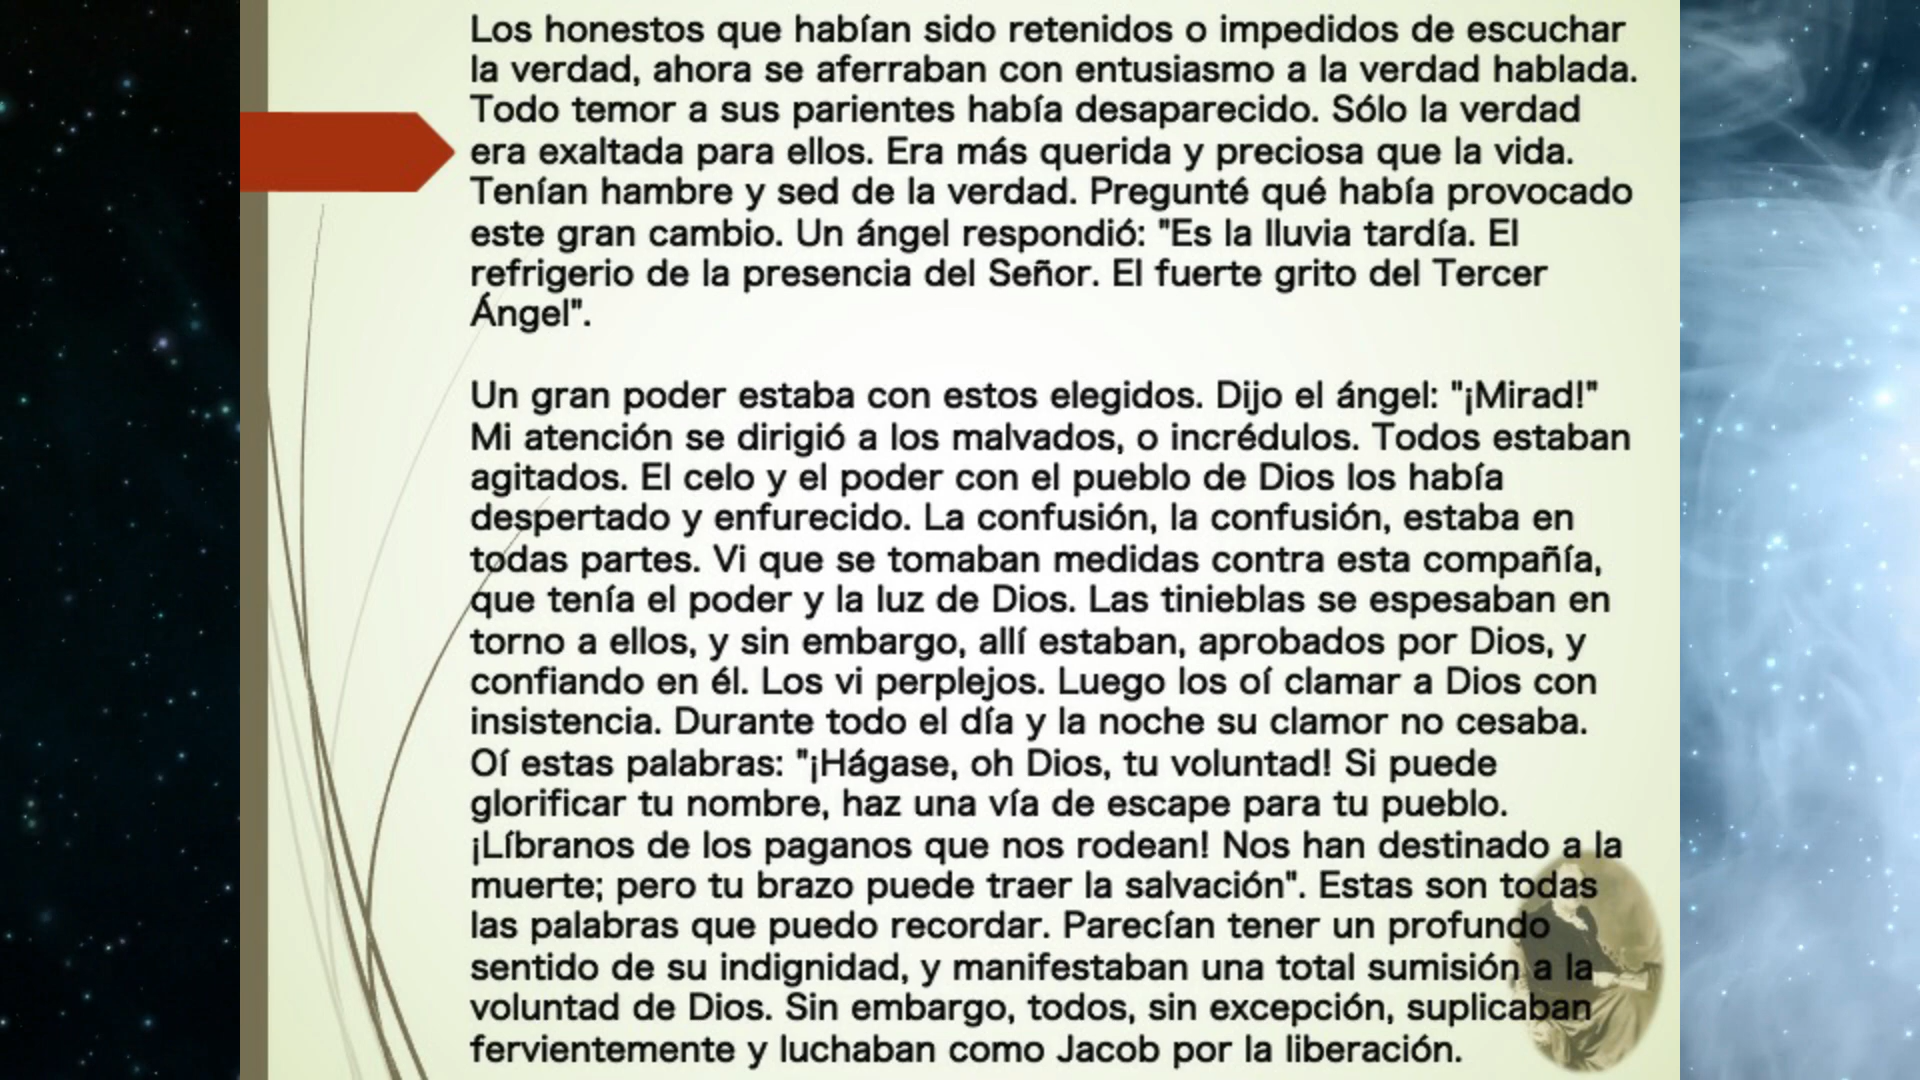 Los honestos que habían sido retenidos o impedidos de escuchar
la verdad, ahora se aferraban con entusiasmo a la verdad hablada.
Todo temor a sus parientes había desaparecido. Sólo la verdad
era exaltada para ellos. Era más querida y preciosa que la vida.
Tenían hambre y sed de la verdad. Pregunté qué había provocado
este gran cambio. Un ángel respondió: "Es la lluvia tardía. El
refrigerio de la presencia del Señor. El fuerte grito del Tercer
Ángel".
Un gran poder estaba con estos elegidos. Dijo el ángel: "¡Mirad!"
Mi atención se dirigió a los malvados, o incrédulos. Todos estaban
agitados. El celo y el poder con el pueblo de Dios los había
despertado y enfurecido. La confusión, la confusión, estaba en
todas partes. Vi que se tomaban medidas contra esta compañía,
que tenía el poder y la luz de Dios. Las tinieblas se espesaban en
torno a ellos, y sin embargo, allí estaban, aprobados por Dios, y
confiando en él. Los vi perplejos. Luego los oí clamar a Dios con
insistencia. Durante todo el día y la noche su clamor no cesaba.
Oí estas palabras: "¡Hágase, oh Dios, tu voluntad! Si puede
glorificar tu nombre, haz una vía de escape para tu pueblo.
¡Líbranos de los paganos que nos rodean! Nos han destinado a la
muerte; pero tu brazo puede traer la salvación". Estas son todas
las palabras que puedo recordar. Parecían tener un profundo
sentido de su indignidad, y manifestaban una total sumisión a la
voluntad de Dios. Sin embargo, todos, sin excepción, suplicaban
fervientemente y luchaban como Jacob por la liberación.